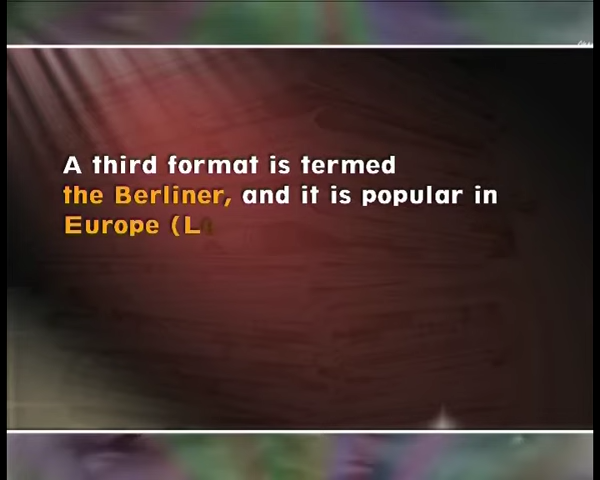 A third format is termed
the Berliner, and it is popular in
Europe (L